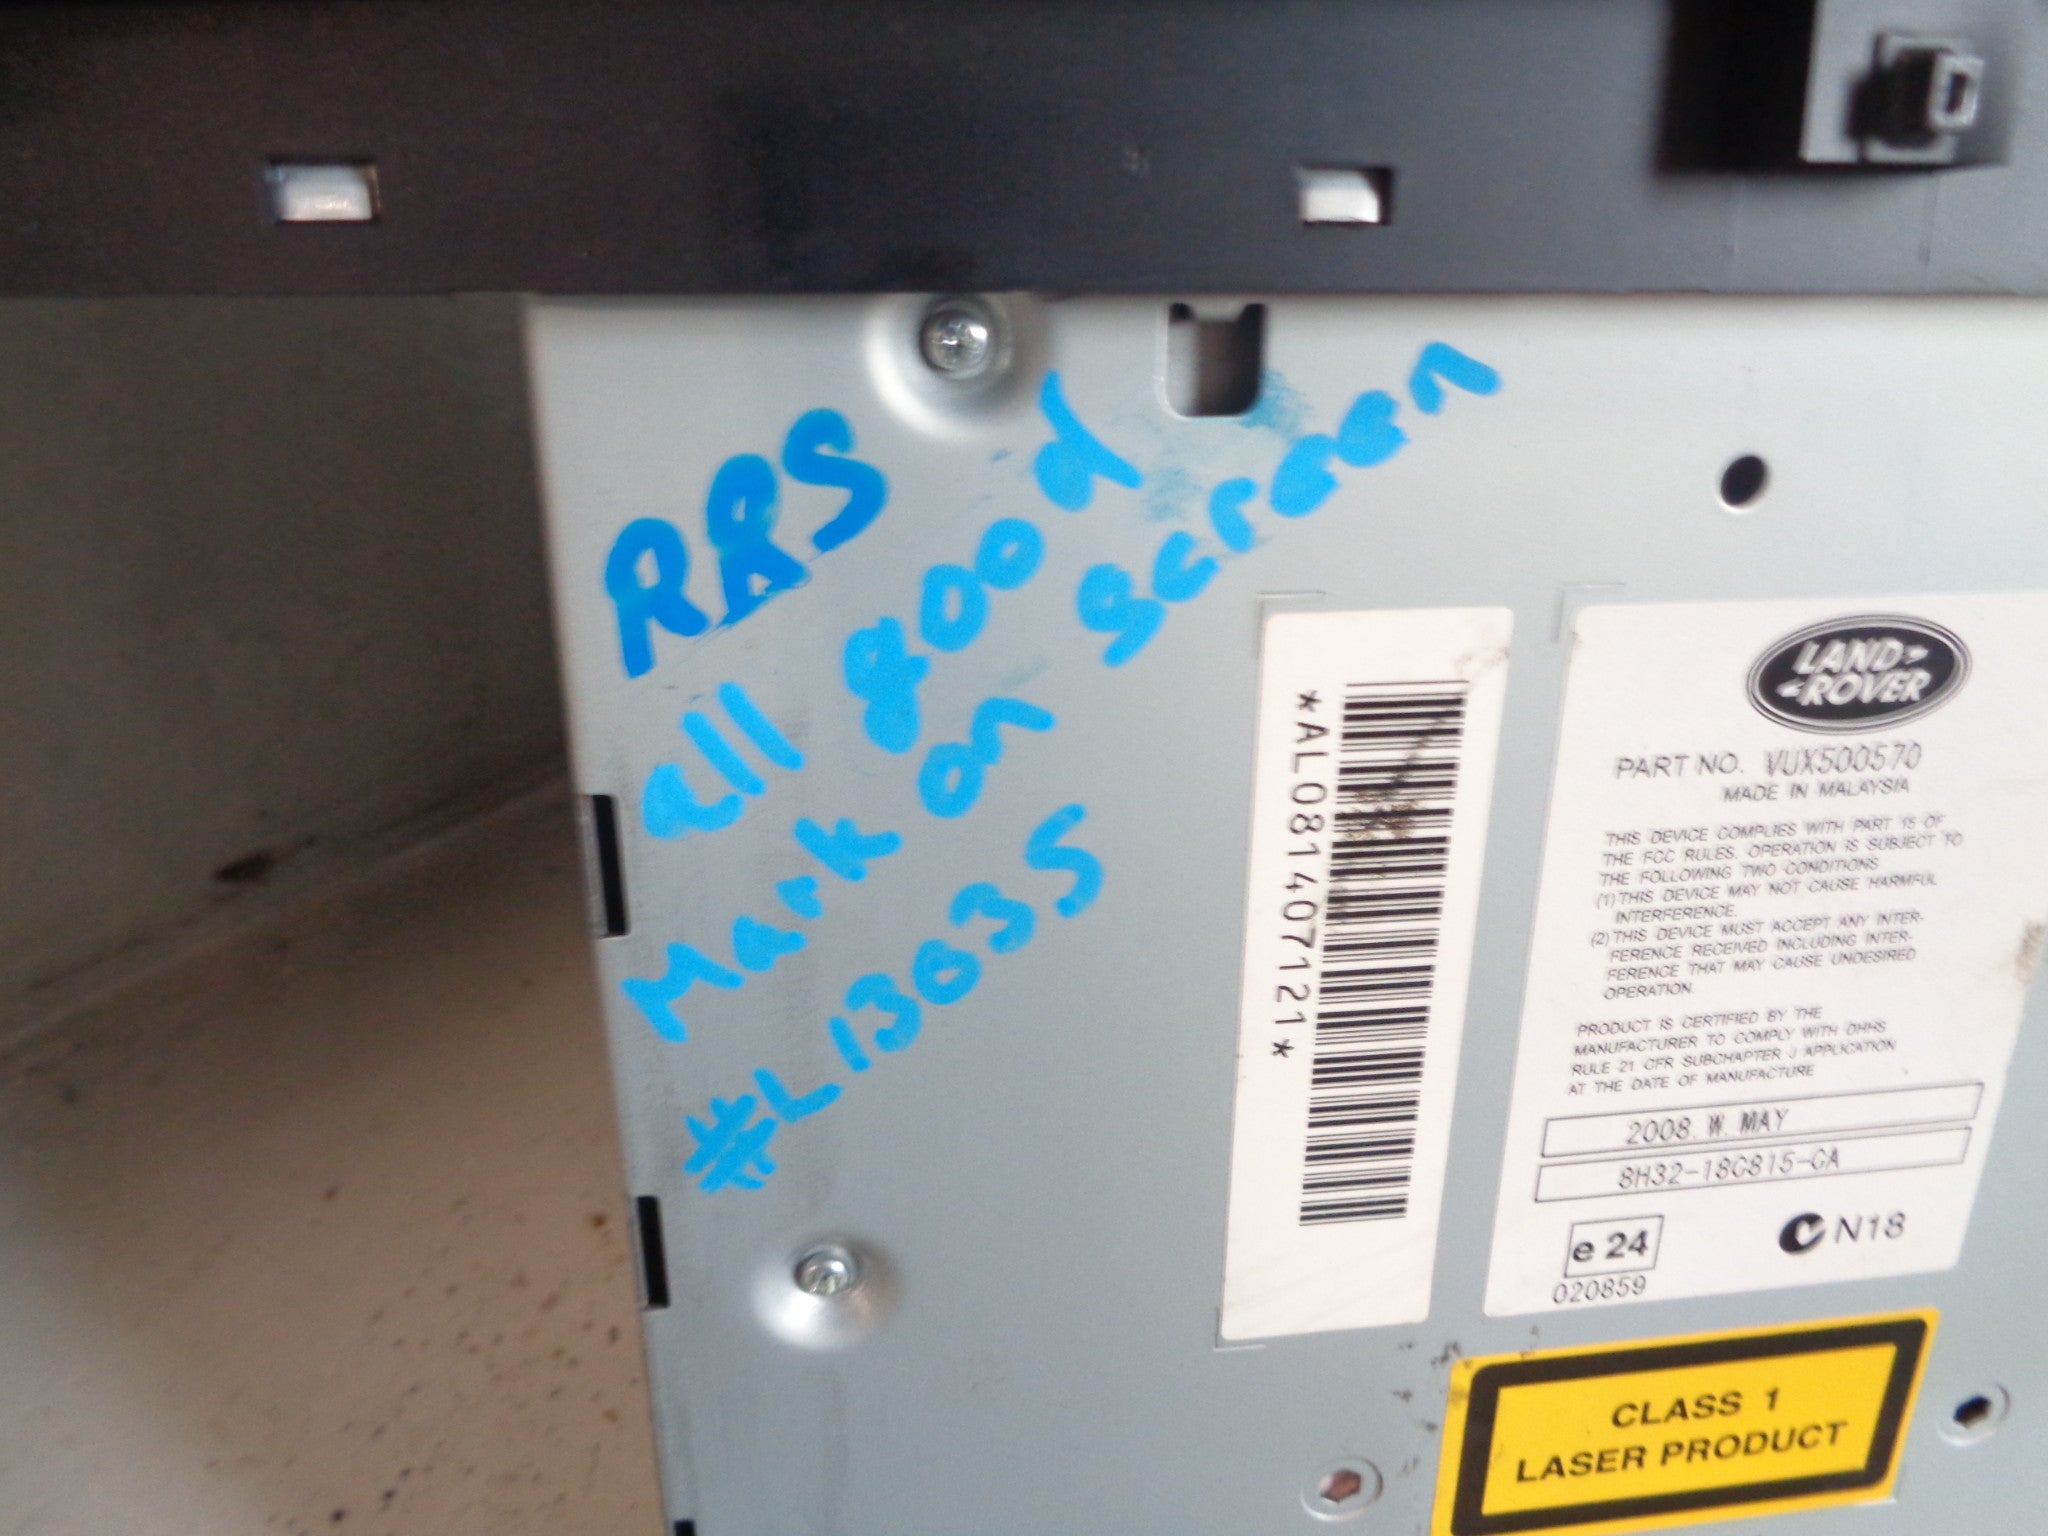 RRS
all good
Mark on screen
#L1303S
*AL081407121*
LAND
ROVER
PART NO. VUX500570
MADE IN MALAYSIA
THIS DEVICE COMPLIES WITH PART 15 OF
THE FCC RULES. OPERATION IS SUBJECT TO
THE FOLLOWING TWO CONDITIONS
(1) THIS DEVICE MAY NOT CAUSE HARMFUL
INTERFERENCE.
(2) THIS DEVICE MUST ACCEPT ANY INTER-
FERENCE RECEIVED INCLUDING INTER-
FERENCE THAT MAY CAUSE UNDESIRED
OPERATION.
PRODUCT IS CERTIFIED BY THE
MANUFACTURER TO COMPLY WITH DHHS
RULE 21 CFR SUBCHAPTER J APPLICATION
AT THE DATE OF MANUFACTURE
2008. W. MAY
8H32-18C815-CA
e 24
N18
020859
CLASS 1
LASER PRODUCT